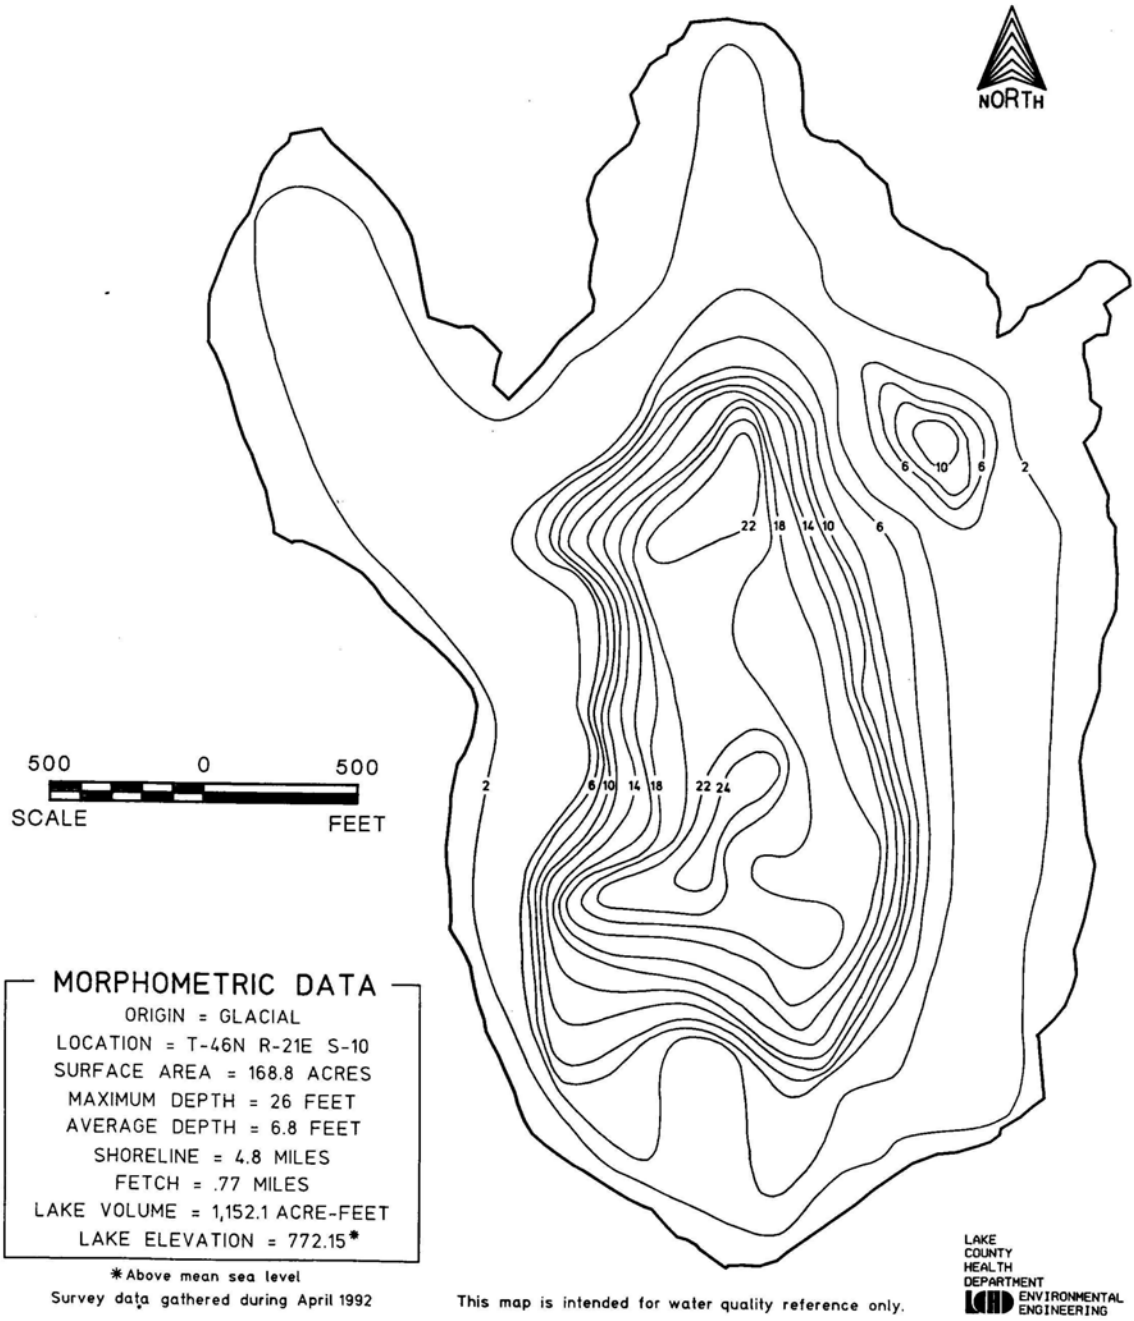 NORTH
6
10
6
2
22
18
14
10
6
500
0
500
SCALE
FEET
2
6
10
14
18
22
24
MORPHOMETRIC DATA
ORIGIN = GLACIAL
LOCATION = T-46N R-21E S-10
SURFACE AREA = 168.8 ACRES
MAXIMUM DEPTH = 26 FEET
AVERAGE DEPTH = 6.8 FEET
SHORELINE = 4.8 MILES
FETCH = .77 MILES
LAKE VOLUME = 1,152.1 ACRE-FEET
LAKE ELEVATION = 772.15*
*Above mean sea level
Survey data gathered during April 1992
This map is intended for water quality reference only.
LAKE
COUNTY
HEALTH
DEPARTMENT
LCHD ENVIRONMENTAL
ENGINEERING